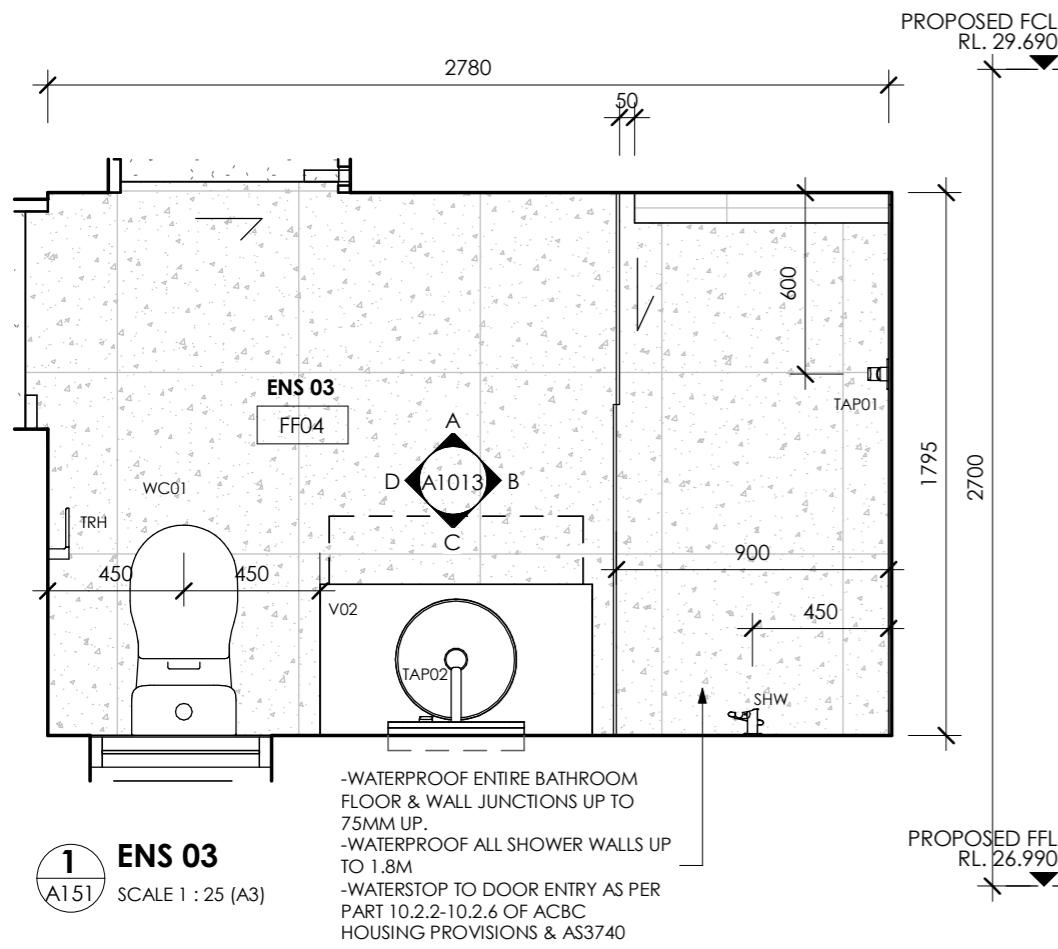 PROPOSED FCL
RL. 29.690
2780
50
600
TAP01
ENS 03
FF04
A
D
A1013
B
C
WC01
TRH
1795
2700
450
450
900
V02
450
TAP02
SHW
-WATERPROOF ENTIRE BATHROOM
FLOOR & WALL JUNCTIONS UP TO
75MM UP.
-WATERPROOF ALL SHOWER WALLS UP
TO 1.8M
-WATERSTOP TO DOOR ENTRY AS PER
PART 10.2.2-10.2.6 OF ACBC
HOUSING PROVISIONS & AS3740
PROPOSED FFL
RL. 26.990
1
A151
ENS 03
SCALE 1 : 25 (A3)